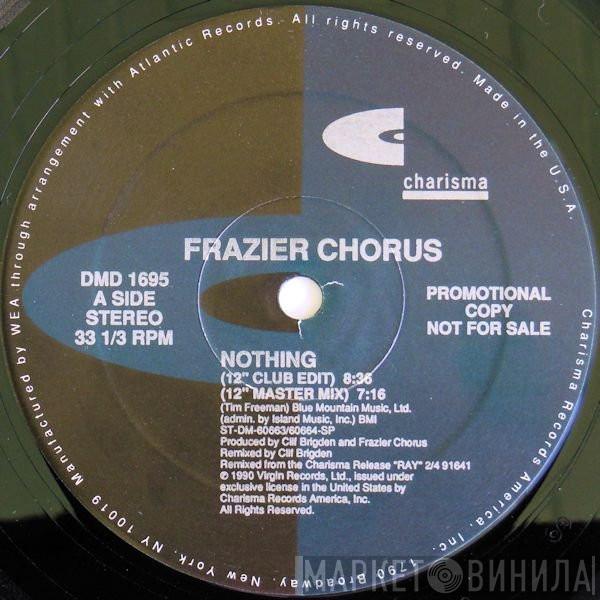 Manufactured by WEA through arrangement with Atlantic Records. All rights reserved. Made in the U.S.A.
charisma
FRAZIER CHORUS
DMD 1695
A SIDE
STEREO
33 1/3 RPM
PROMOTIONAL
COPY
NOT FOR SALE
NOTHING
(12" CLUB EDIT) 8:36
(12" MASTER MIX) 7:16
(Tim Freeman) Blue Mountain Music, Ltd.
(admin. by Island Music, Inc.) BMI
ST-DM-60663/60664-SP
Produced by Clif Brigden and Frazier Chorus
Remixed by Clif Brigden
Remixed from the Charisma Release "RAY" 2/4 91641
℗ 1990 Virgin Records, Ltd., issued under
exclusive license in the United States by
Charisma Records America, Inc.
All Rights Reserved.
Charisma Records America, Inc. 1790 Broadway, New York, NY 10019
МАРКЕТ ВИНИЛА